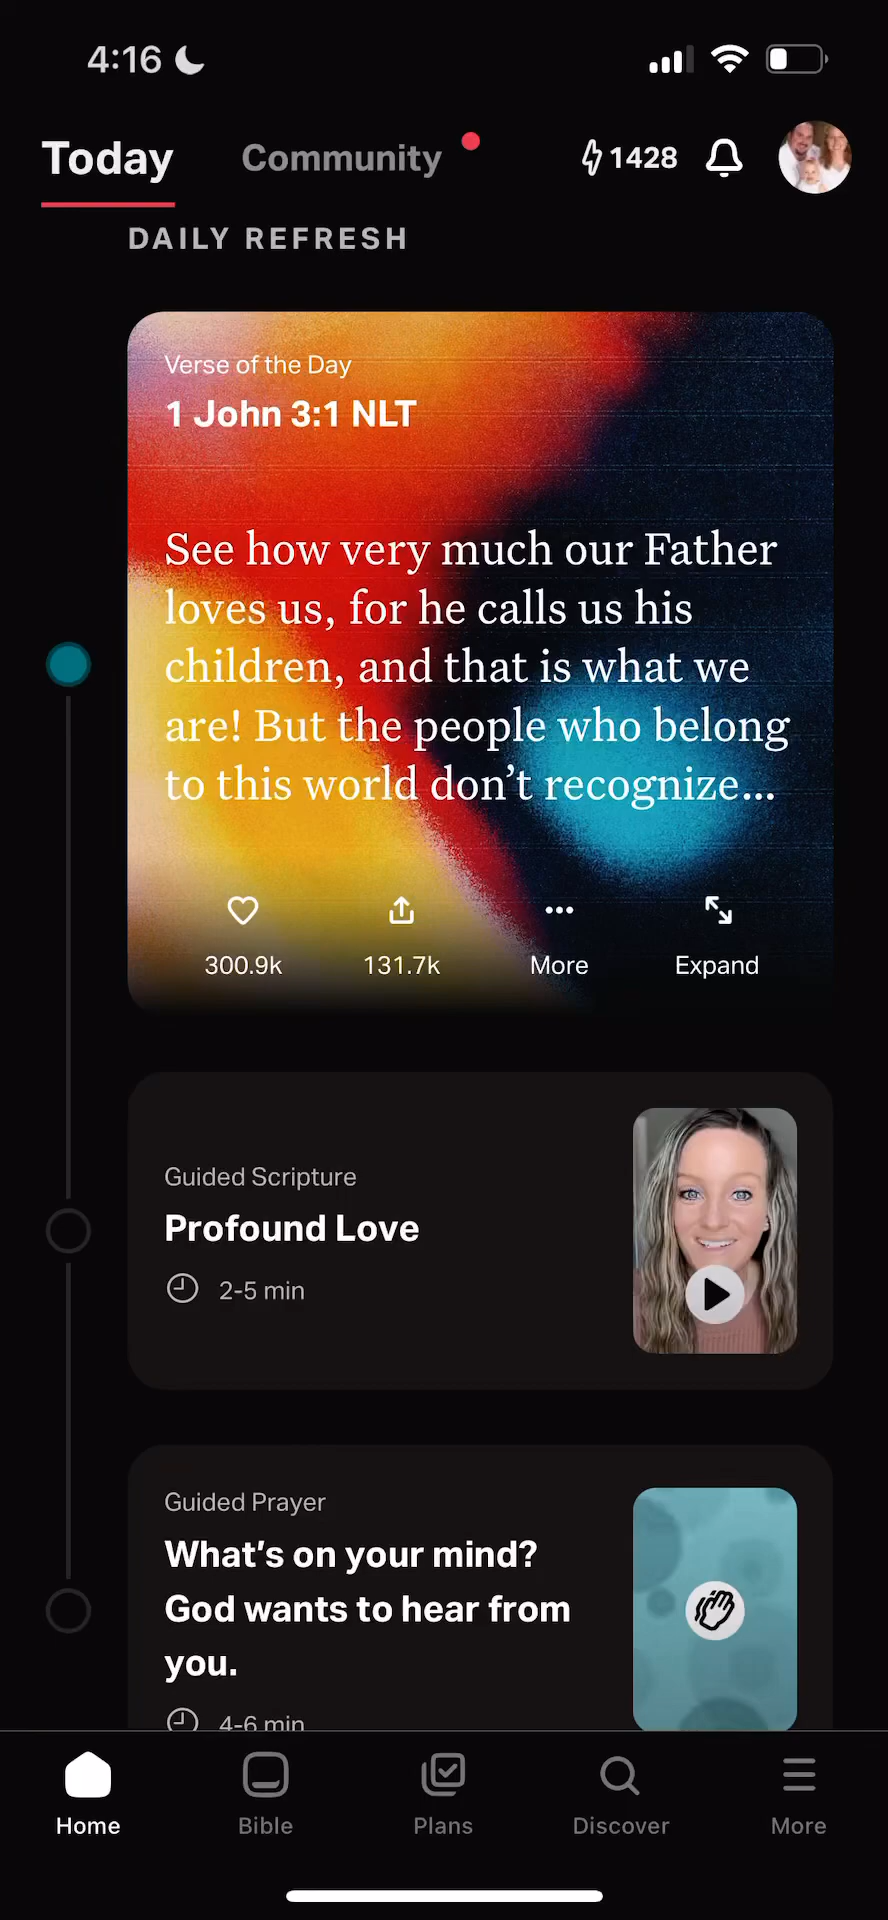 4:16
Today
Community
1428
DAILY REFRESH
Verse of the Day
1 John 3:1 NLT
See how very much our Father
loves us, for he calls us his
children, and that is what we
are! But the people who belong
to this world don’t recognize...
300.9k
131.7k
More
Expand
Guided Scripture
Profound Love
2-5 min
Guided Prayer
What’s on your mind?
God wants to hear from
you.
4-6 min
Home
Bible
Plans
Discover
More